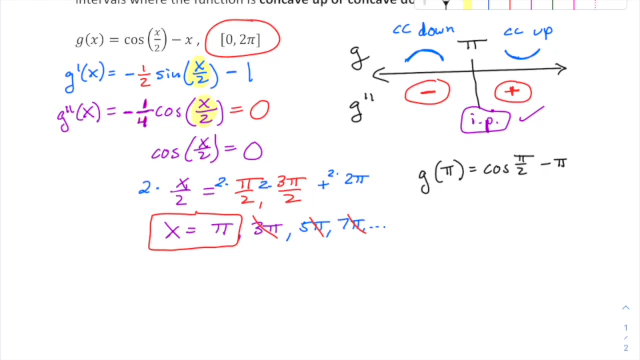 intervals where the function is concave up or concave do
g(x) = cos(x/2) − x, [0, 2π]
g'(x) = −1/2 sin(x/2) − 1
g''(x) = −1/4 cos(x/2) = 0
cos(x/2) = 0
2· x/2 = 2· π/2, 2· 3π/2 + 2· 2π
x = π, 3π, 5π, 7π, ...
cc down π cc up
g
g'' − +
i.p. ✓
g(π) = cos π/2 − π
1
2